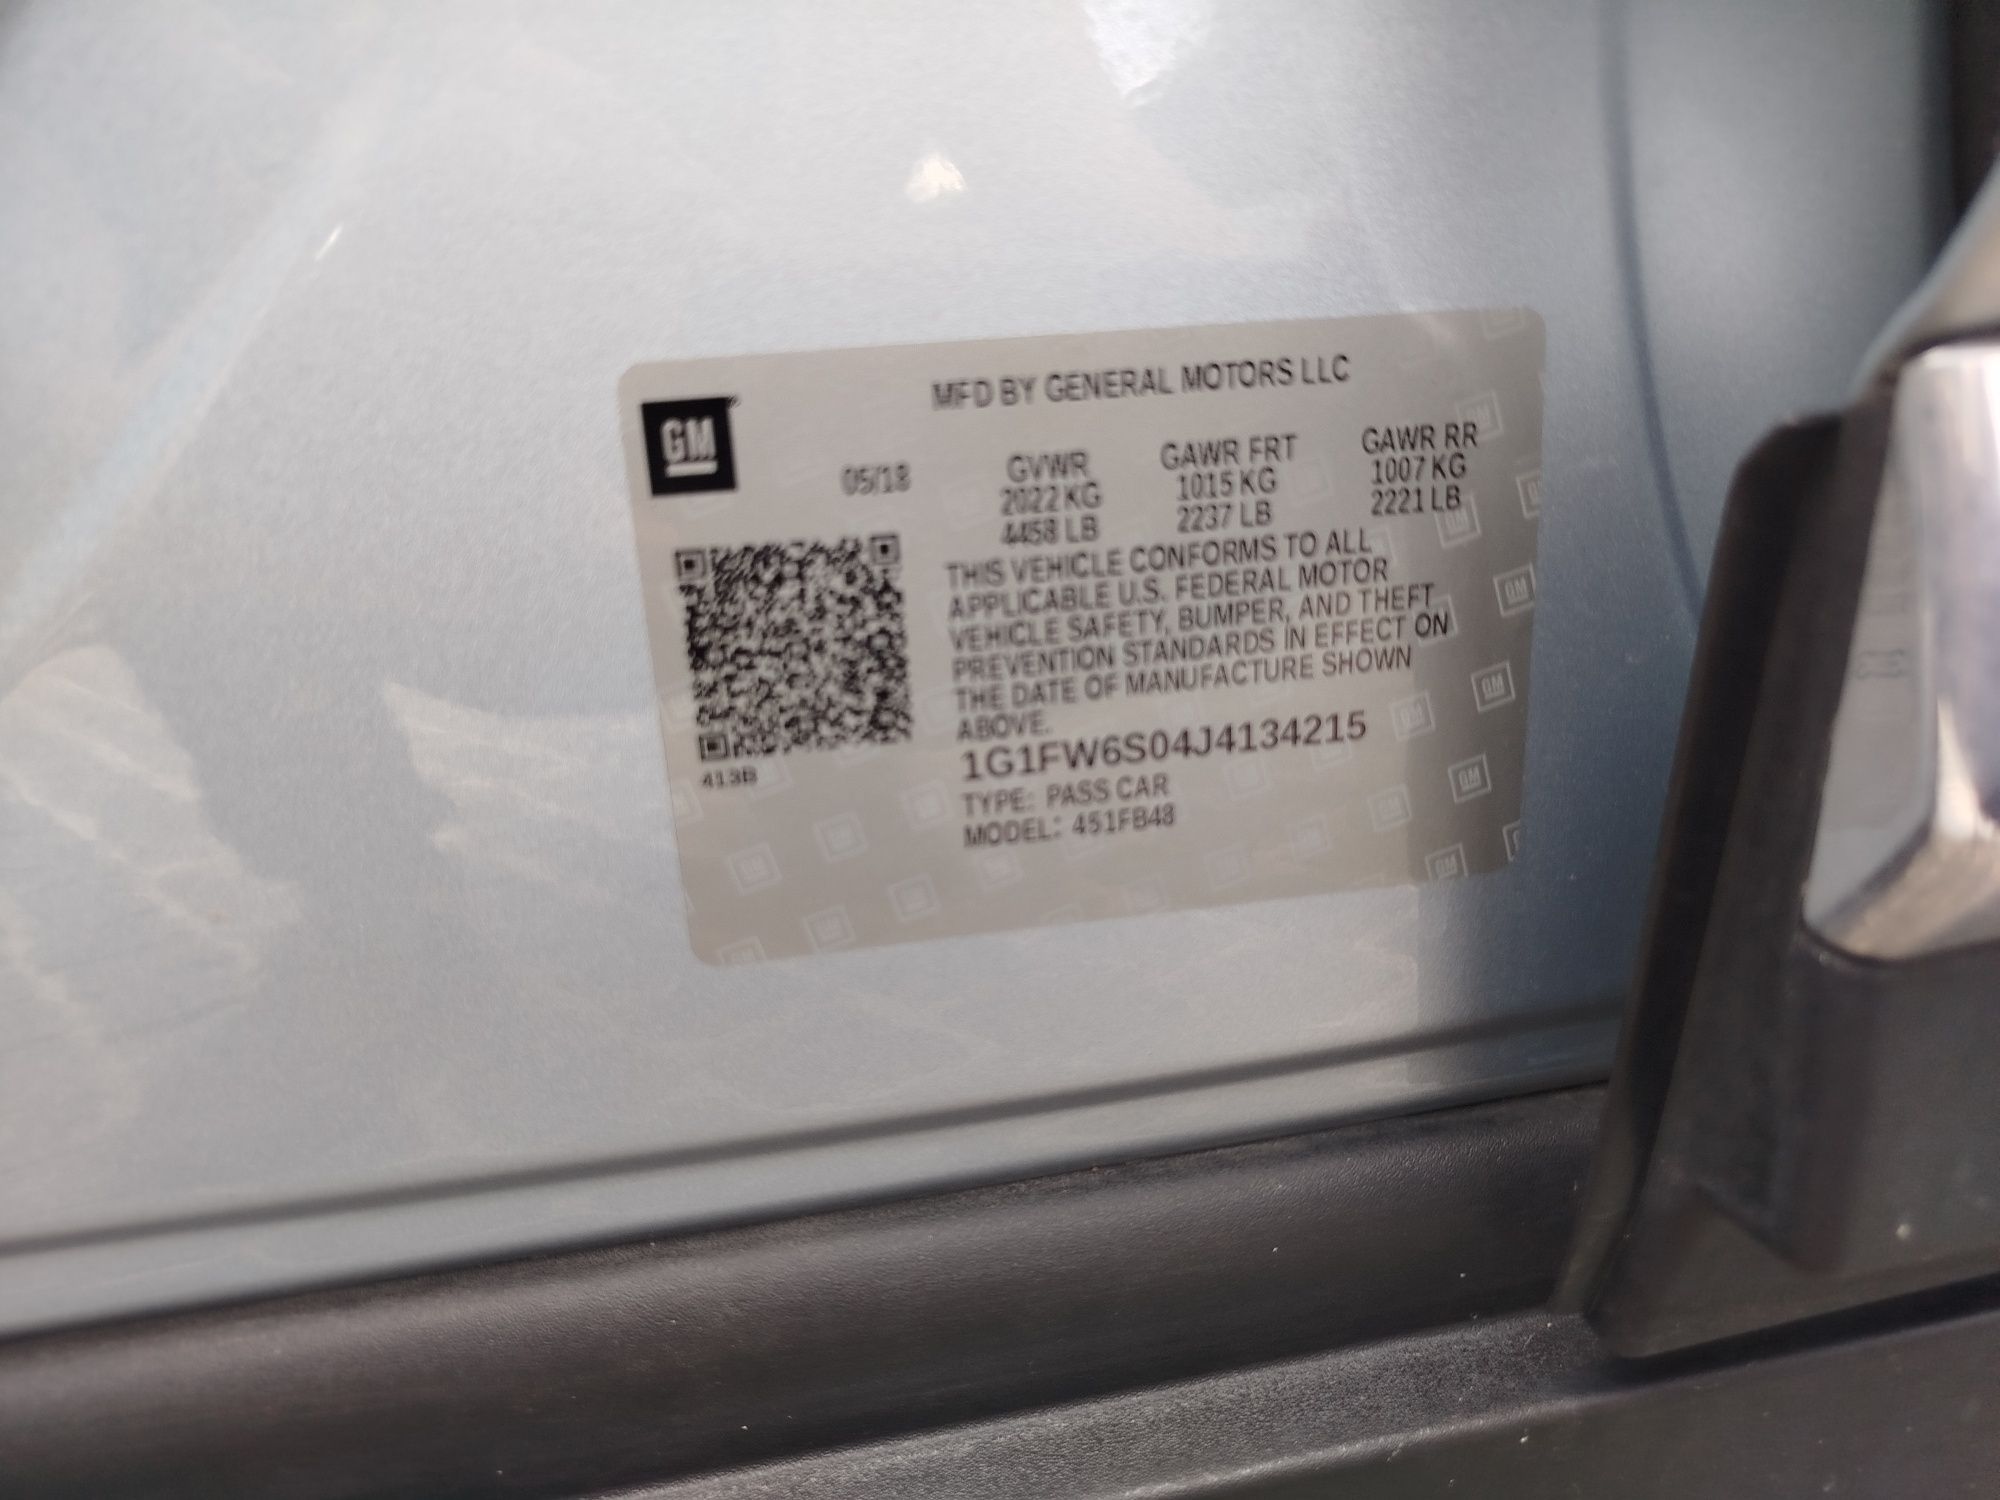 MFD BY GENERAL MOTORS LLC
GM
05/18
GVWR
2022 KG
4458 LB
GAWR FRT
1015 KG
2237 LB
GAWR RR
1007 KG
2221 LB
THIS VEHICLE CONFORMS TO ALL
APPLICABLE U.S. FEDERAL MOTOR
VEHICLE SAFETY, BUMPER, AND THEFT
PREVENTION STANDARDS IN EFFECT ON
THE DATE OF MANUFACTURE SHOWN
ABOVE.
413B
1G1FW6S04J4134215
TYPE: PASS CAR
MODEL: 451FB48